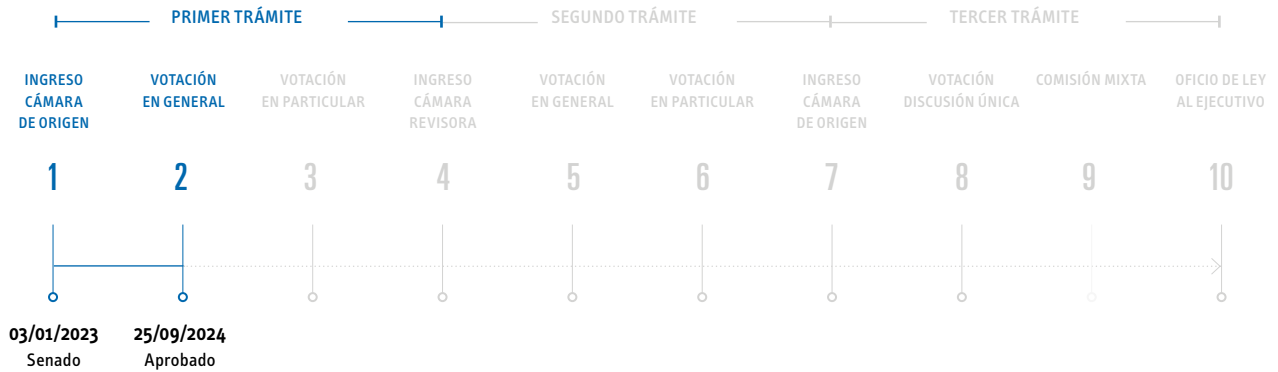 PRIMER TRÁMITE
SEGUNDO TRÁMITE
TERCER TRÁMITE
INGRESO
CÁMARA
DE ORIGEN
VOTACIÓN
EN GENERAL
VOTACIÓN
EN PARTICULAR
INGRESO
CÁMARA
REVISORA
VOTACIÓN
EN GENERAL
VOTACIÓN
EN PARTICULAR
INGRESO
CÁMARA
DE ORIGEN
VOTACIÓN
DISCUSIÓN ÚNICA
COMISIÓN MIXTA
OFICIO DE LEY
AL EJECUTIVO
1
2
3
4
5
6
7
8
9
10
03/01/2023
Senado
25/09/2024
Aprobado